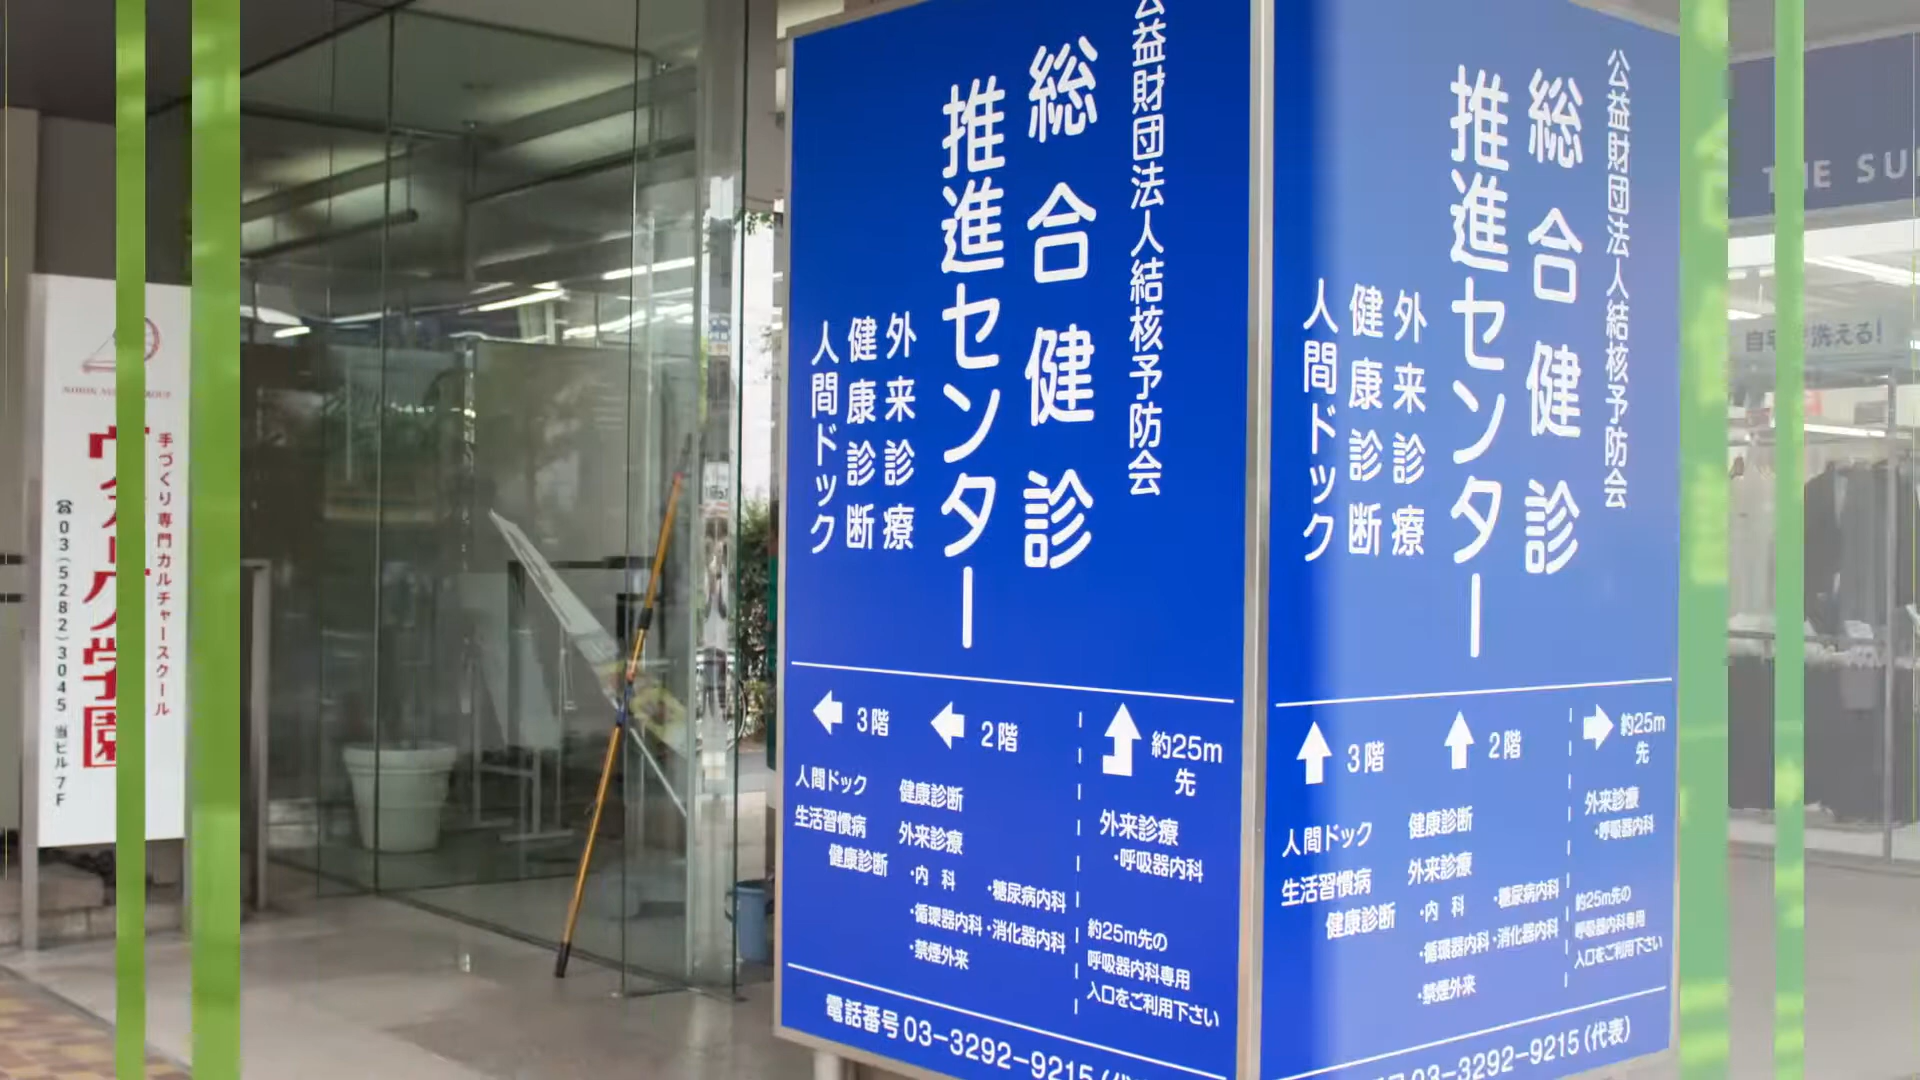 公益財団法人結核予防会
総合健診
推進センター
外来診療
健康診断
人間ドック
3階
人間ドック
生活習慣病
健康診断
2階
健康診断
外来診療
・内 科
・糖尿病内科
・循環器内科
・消化器内科
・禁煙外来
約25m
先
外来診療
・呼吸器内科
約25m先の
呼吸器内科専用
入口をご利用下さい
電話番号 03-3292-9215
公益財団法人結核予防会
総合健診
推進センター
外来診療
健康診断
人間ドック
3階
人間ドック
生活習慣病
健康診断
2階
健康診断
外来診療
・内 科
・糖尿病内科
・循環器内科
・消化器内科
・禁煙外来
約25m
先
外来診療
・呼吸器内科
約25m先の
呼吸器内科専用
入口をご利用下さい
03-3292-9215 (代表)
手づくり専門カルチャースクール
学園
☎03(5282)3045 当ビル7F
THE SU
洗える!